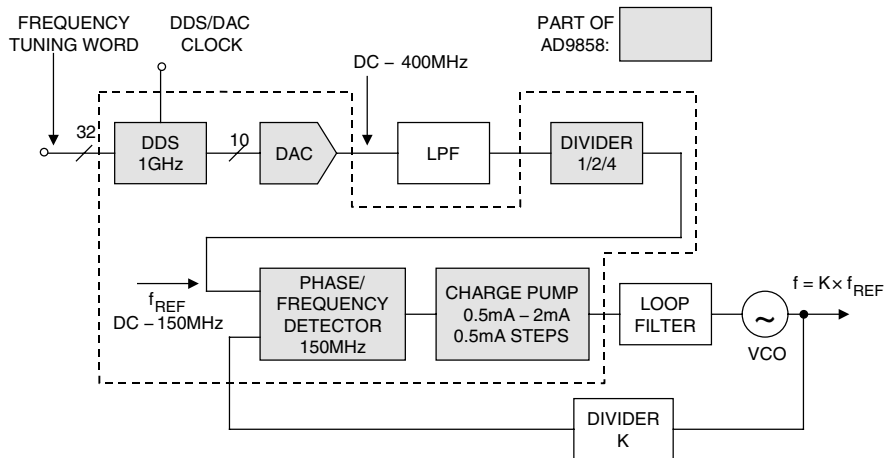 FREQUENCY
TUNING WORD
DDS/DAC
CLOCK
PART OF
AD9858:
DC – 400MHz
32
DDS
1GHz
10
DAC
LPF
DIVIDER
1/2/4
fREF
DC – 150MHz
PHASE/
FREQUENCY
DETECTOR
150MHz
CHARGE PUMP
0.5mA – 2mA
0.5mA STEPS
LOOP
FILTER
~
VCO
f = K × fREF
DIVIDER
K